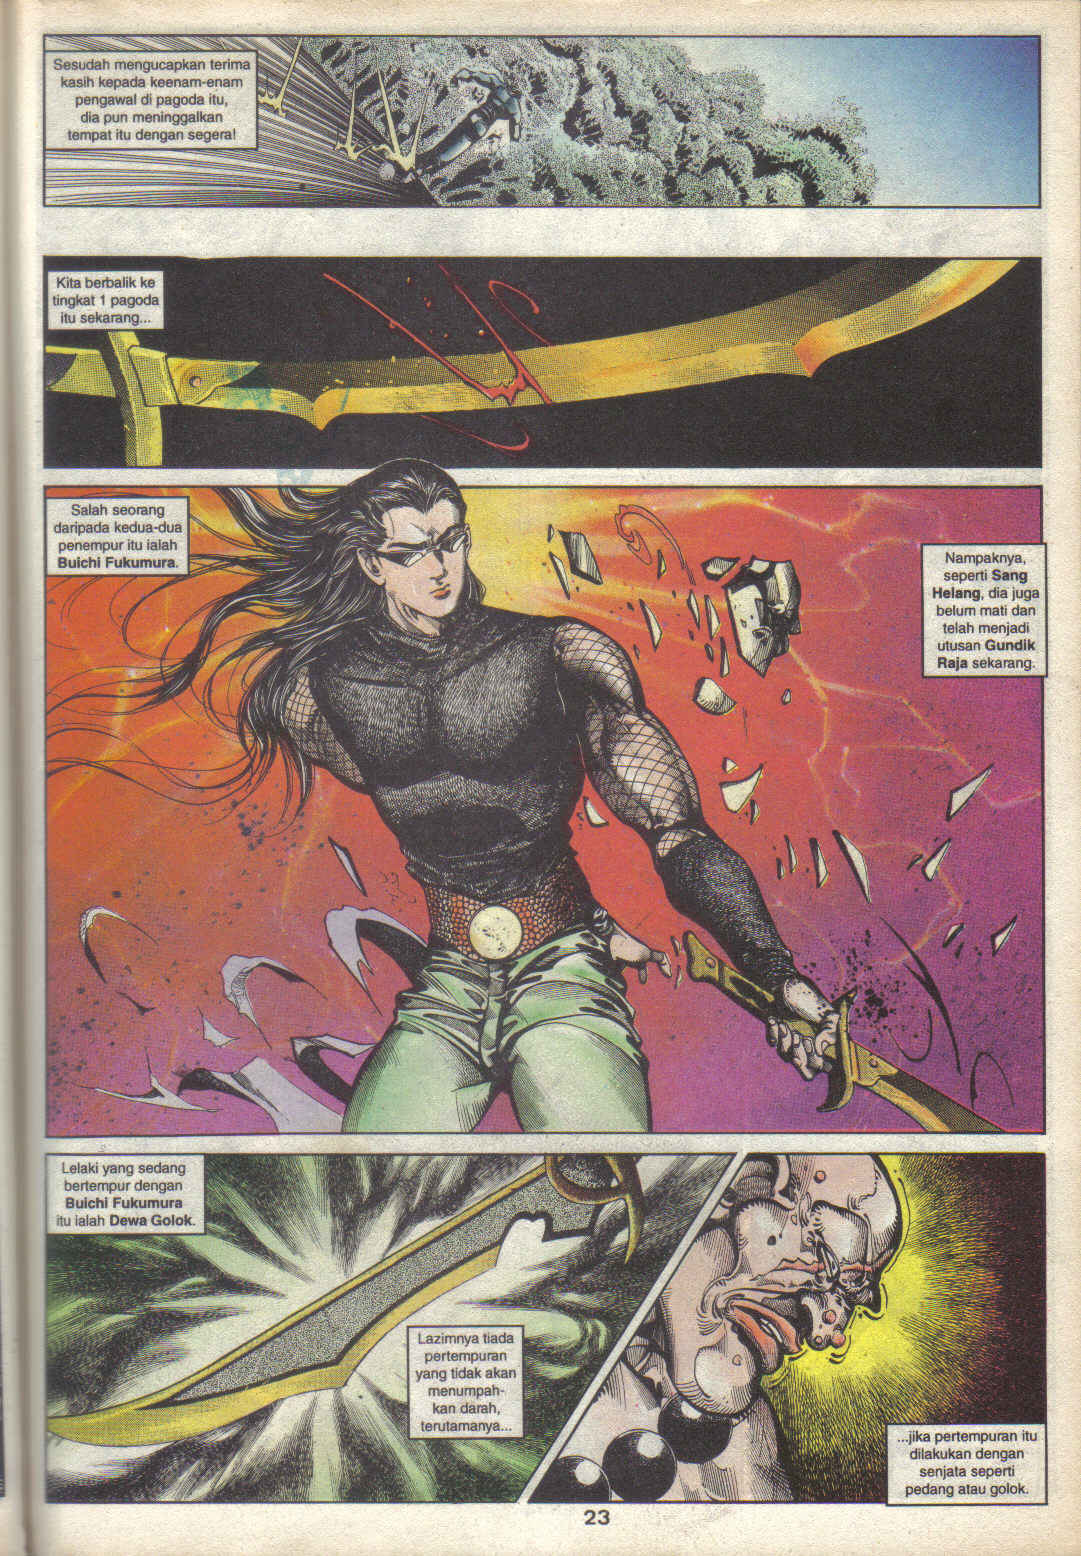 Sesudah mengucapkan terima
kasih kepada keenam-enam
pengawal di pagoda itu,
dia pun meninggalkan
tempat itu dengan segera!
Kita berbalik ke
tingkat 1 pagoda
itu sekarang...
Salah seorang
daripada kedua-dua
penempur itu ialah
Buichi Fukumura.
Nampaknya,
seperti Sang
Helang, dia juga
belum mati dan
telah menjadi
utusan Gundik
Raja sekarang.
Lelaki yang sedang
bertempur dengan
Buichi Fukumura
itu ialah Dewa Golok.
Lazimnya tiada
pertempuran
yang tidak akan
menumpah-
kan darah,
terutamanya...
...jika pertempuran itu
dilakukan dengan
senjata seperti
pedang atau golok.
23